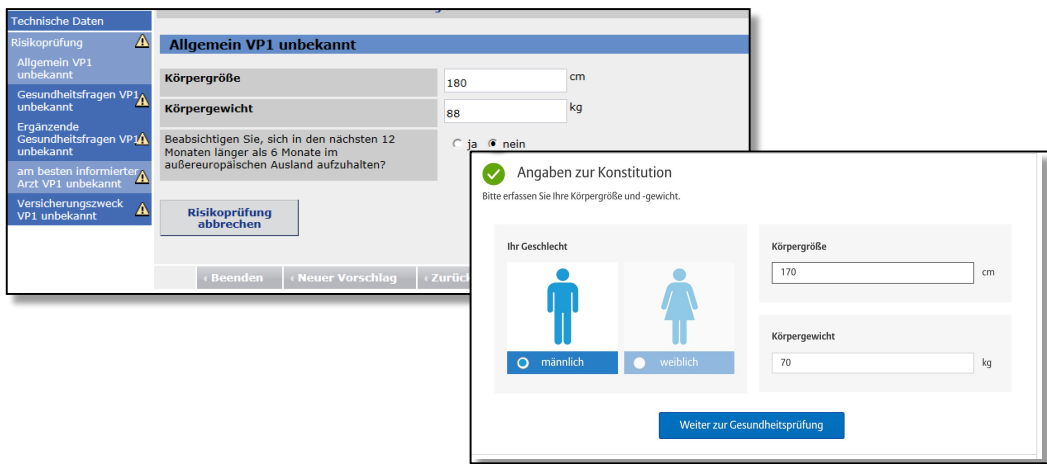 Technische Daten
Risikoprüfung
Allgemein VP1
unbekannt
Gesundheitsfragen VP1
unbekannt
Ergänzende
Gesundheitsfragen VP1
unbekannt
am besten informierter
Arzt VP1 unbekannt
Versicherungszweck
VP1 unbekannt
Allgemein VP1 unbekannt
Körpergröße
180
cm
Körpergewicht
88
kg
Beabsichtigen Sie, sich in den nächsten 12
Monaten länger als 6 Monate im
außereuropäischen Ausland aufzuhalten?
ja
nein
Risikoprüfung
abbrechen
‹ Beenden
‹ Neuer Vorschlag
‹ Zurück
Angaben zur Konstitution
Bitte erfassen Sie Ihre Körpergröße und -gewicht.
Ihr Geschlecht
männlich
weiblich
Körpergröße
170
cm
Körpergewicht
70
kg
Weiter zur Gesundheitsprüfung